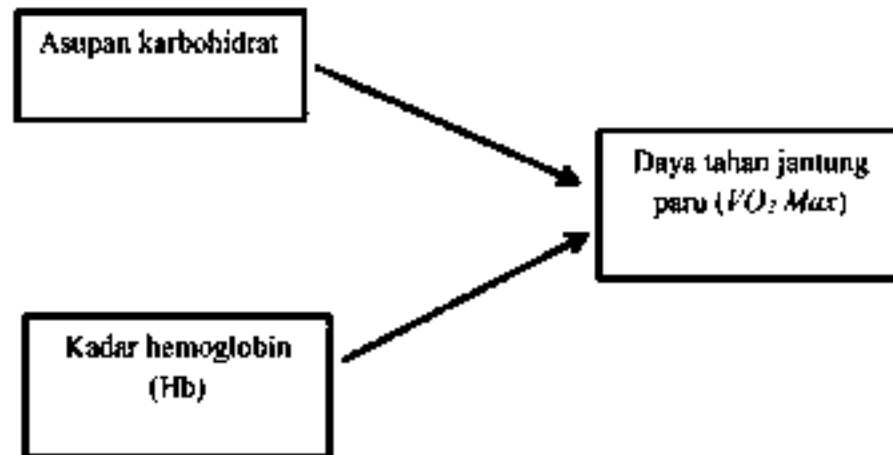 Asupan karbohidrat
Daya tahan jantung
paru (VO₂ Max)
Kadar hemoglobin
(Hb)